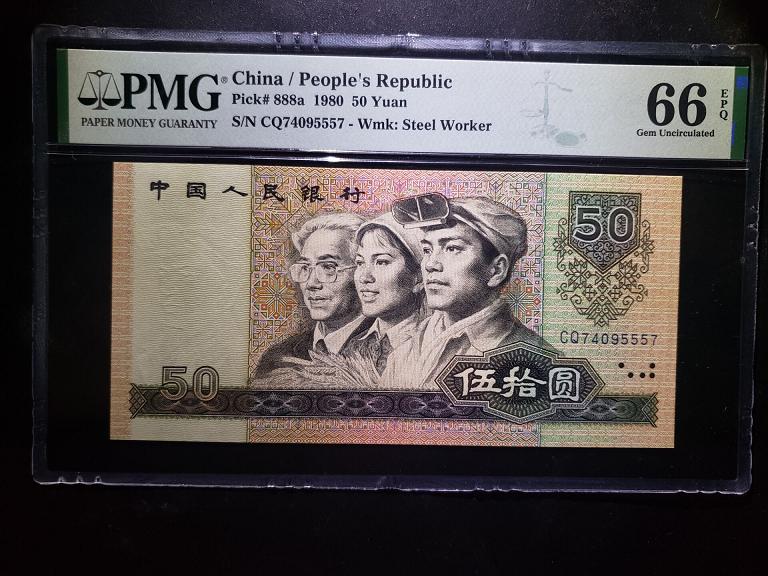 PMG® China / People's Republic
Pick# 888a 1980 50 Yuan
PAPER MONEY GUARANTY S/N CQ74095557 - Wmk: Steel Worker
66 EPQ
Gem Uncirculated
中国人民银行
50
CQ74095557
50
伍拾圆